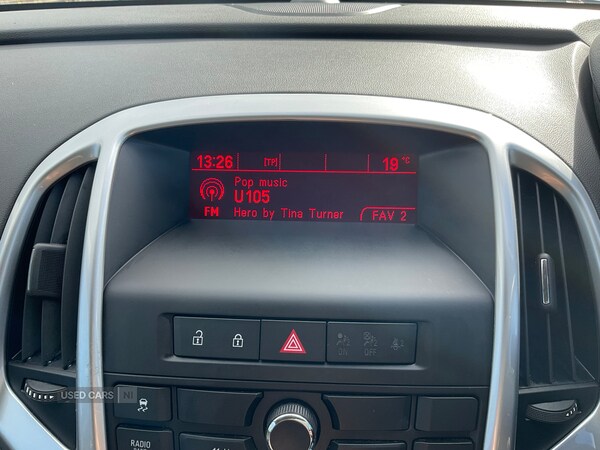 13:26 [TP] 19 °C
Pop music
U105
FM Hero by Tina Turner FAV 2
ON OFF
USED CARS NI
RADIO